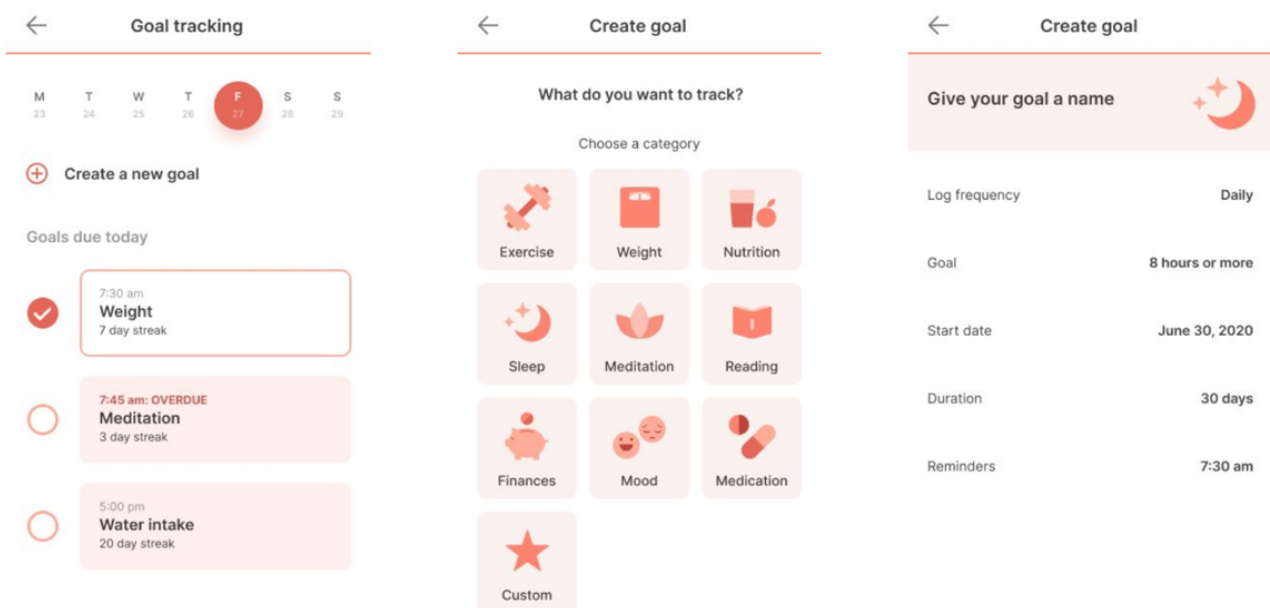 Goal tracking
M T W T F S S
23 24 25 26 27 28 29
Create a new goal
Goals due today
7:30 am
Weight
7 day streak
7:45 am: OVERDUE
Meditation
3 day streak
5:00 pm
Water intake
20 day streak
Create goal
What do you want to track?
Choose a category
Exercise Weight Nutrition
Sleep Meditation Reading
Finances Mood Medication
Custom
Create goal
Give your goal a name
Log frequency Daily
Goal 8 hours or more
Start date June 30, 2020
Duration 30 days
Reminders 7:30 am